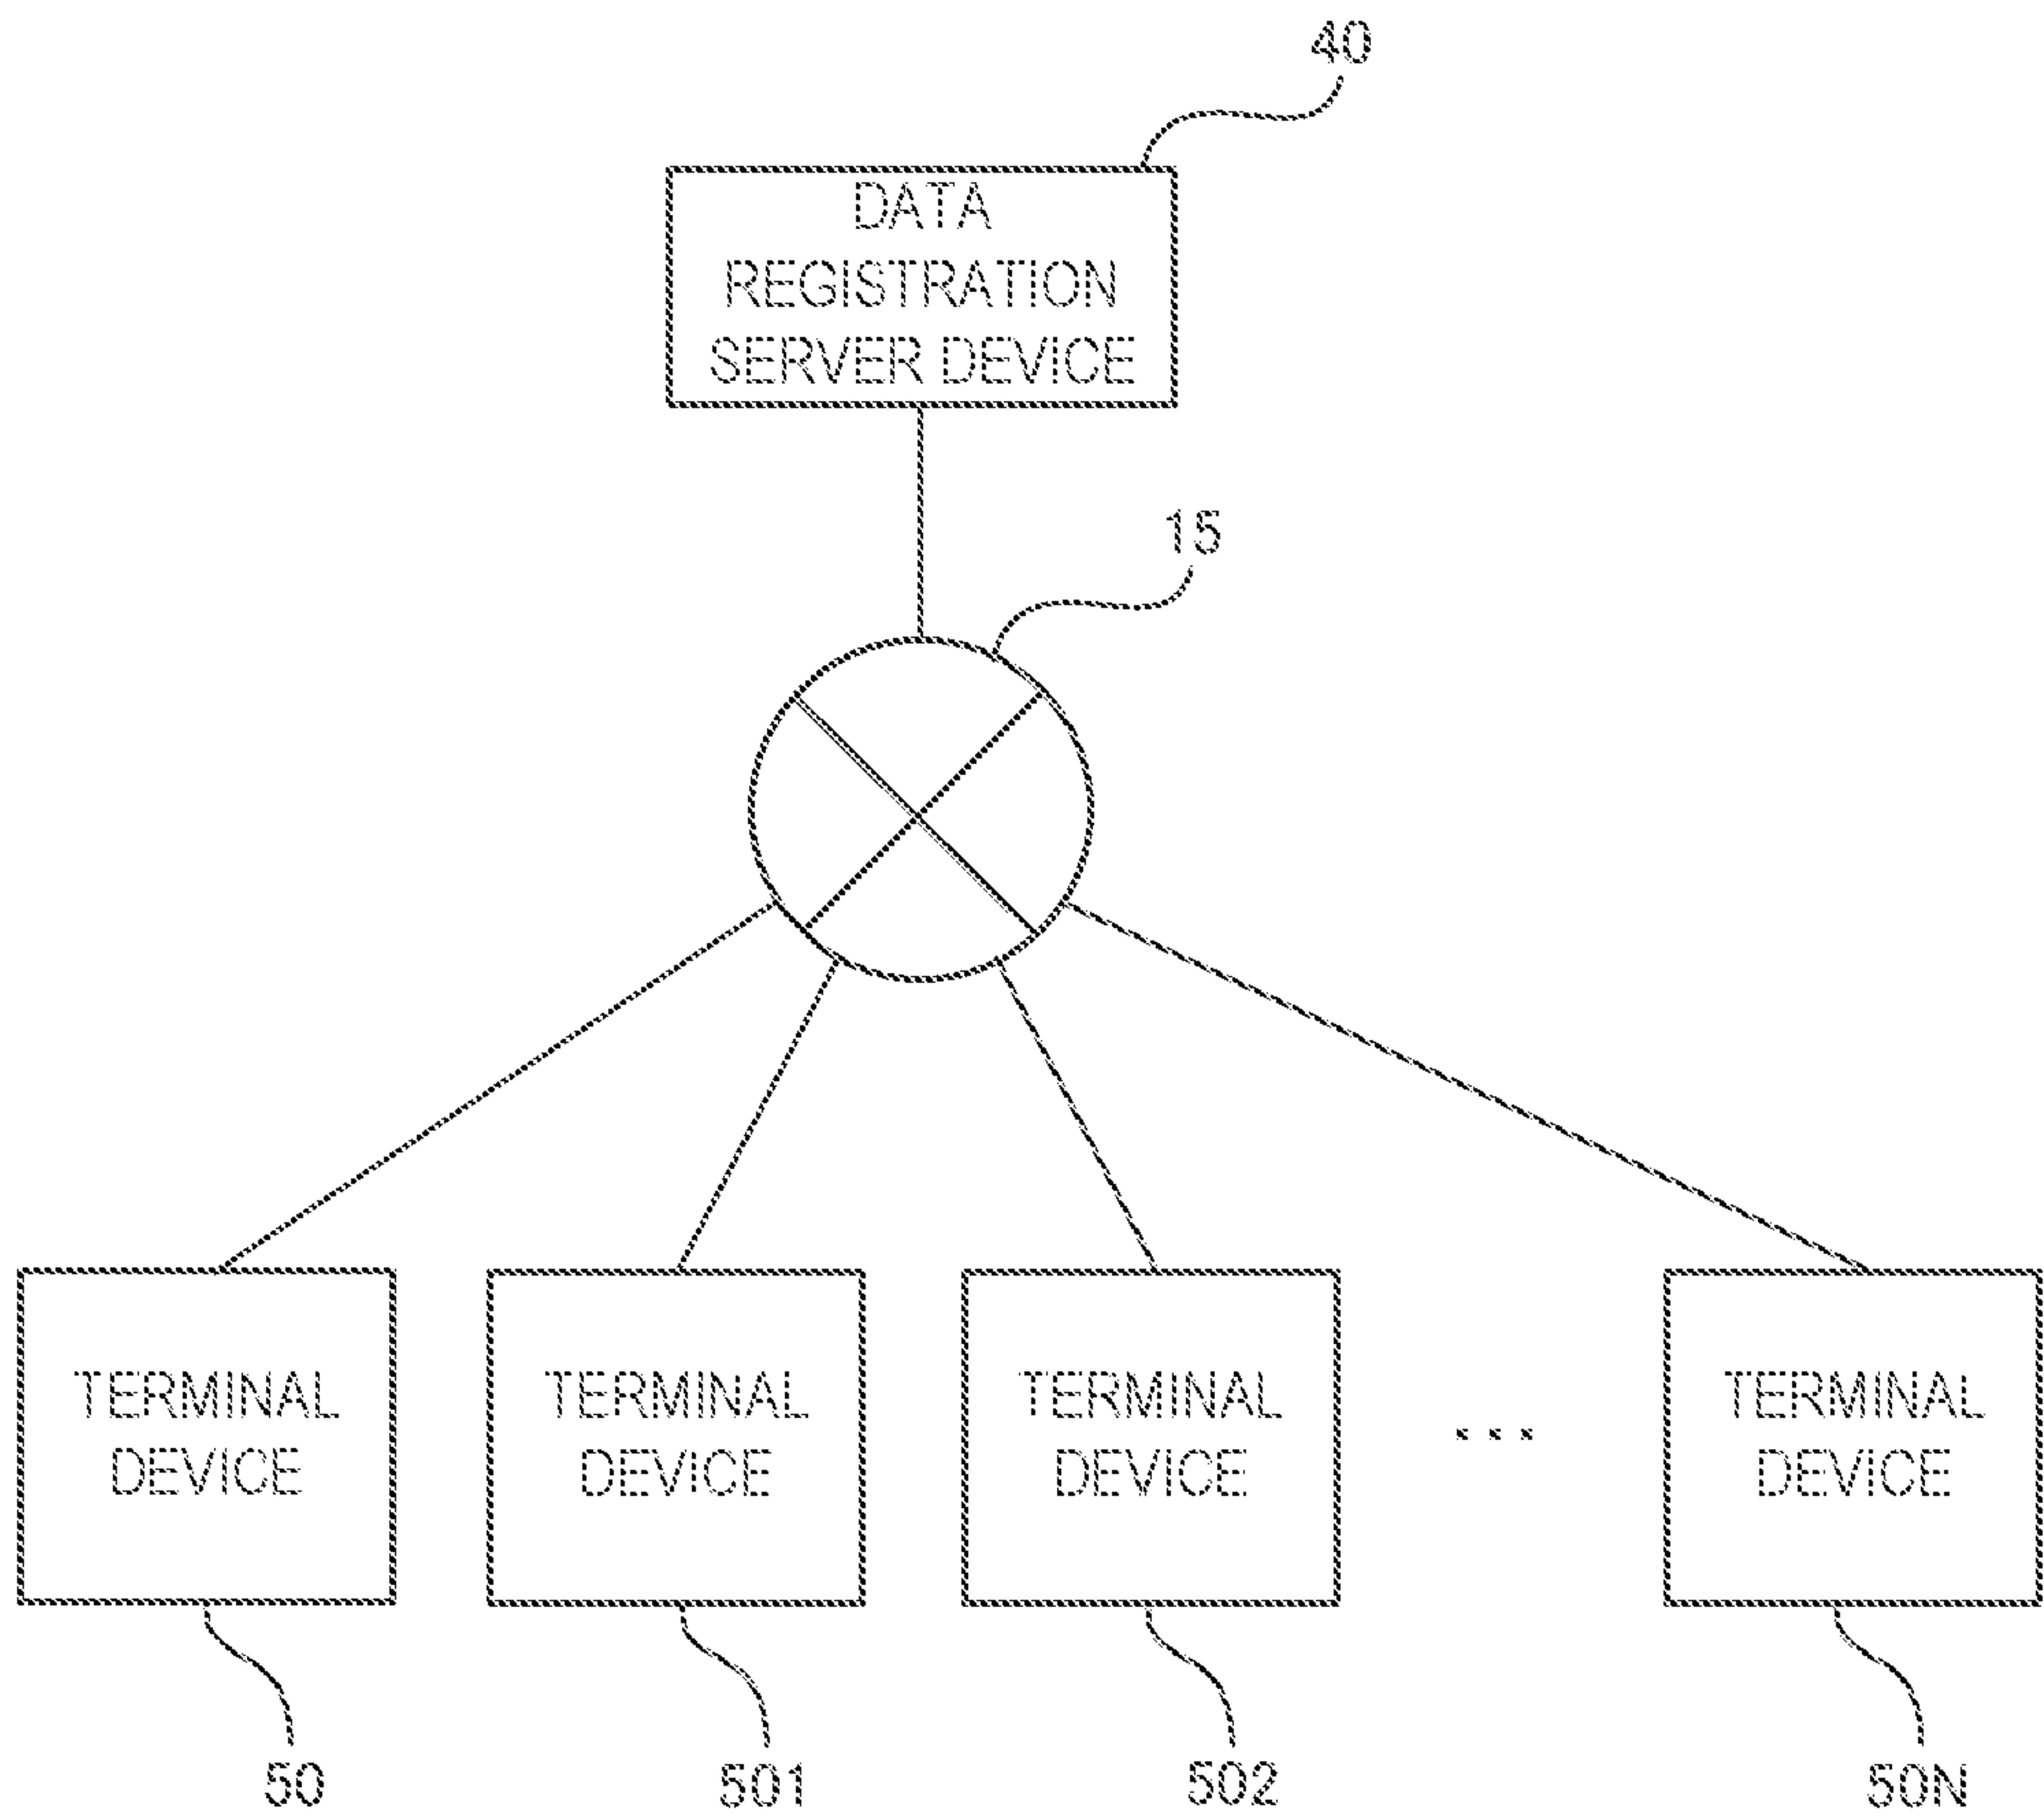 40
DATA
REGISTRATION
SERVER DEVICE
15
TERMINAL
DEVICE
TERMINAL
DEVICE
TERMINAL
DEVICE
...
TERMINAL
DEVICE
50
501
502
50N